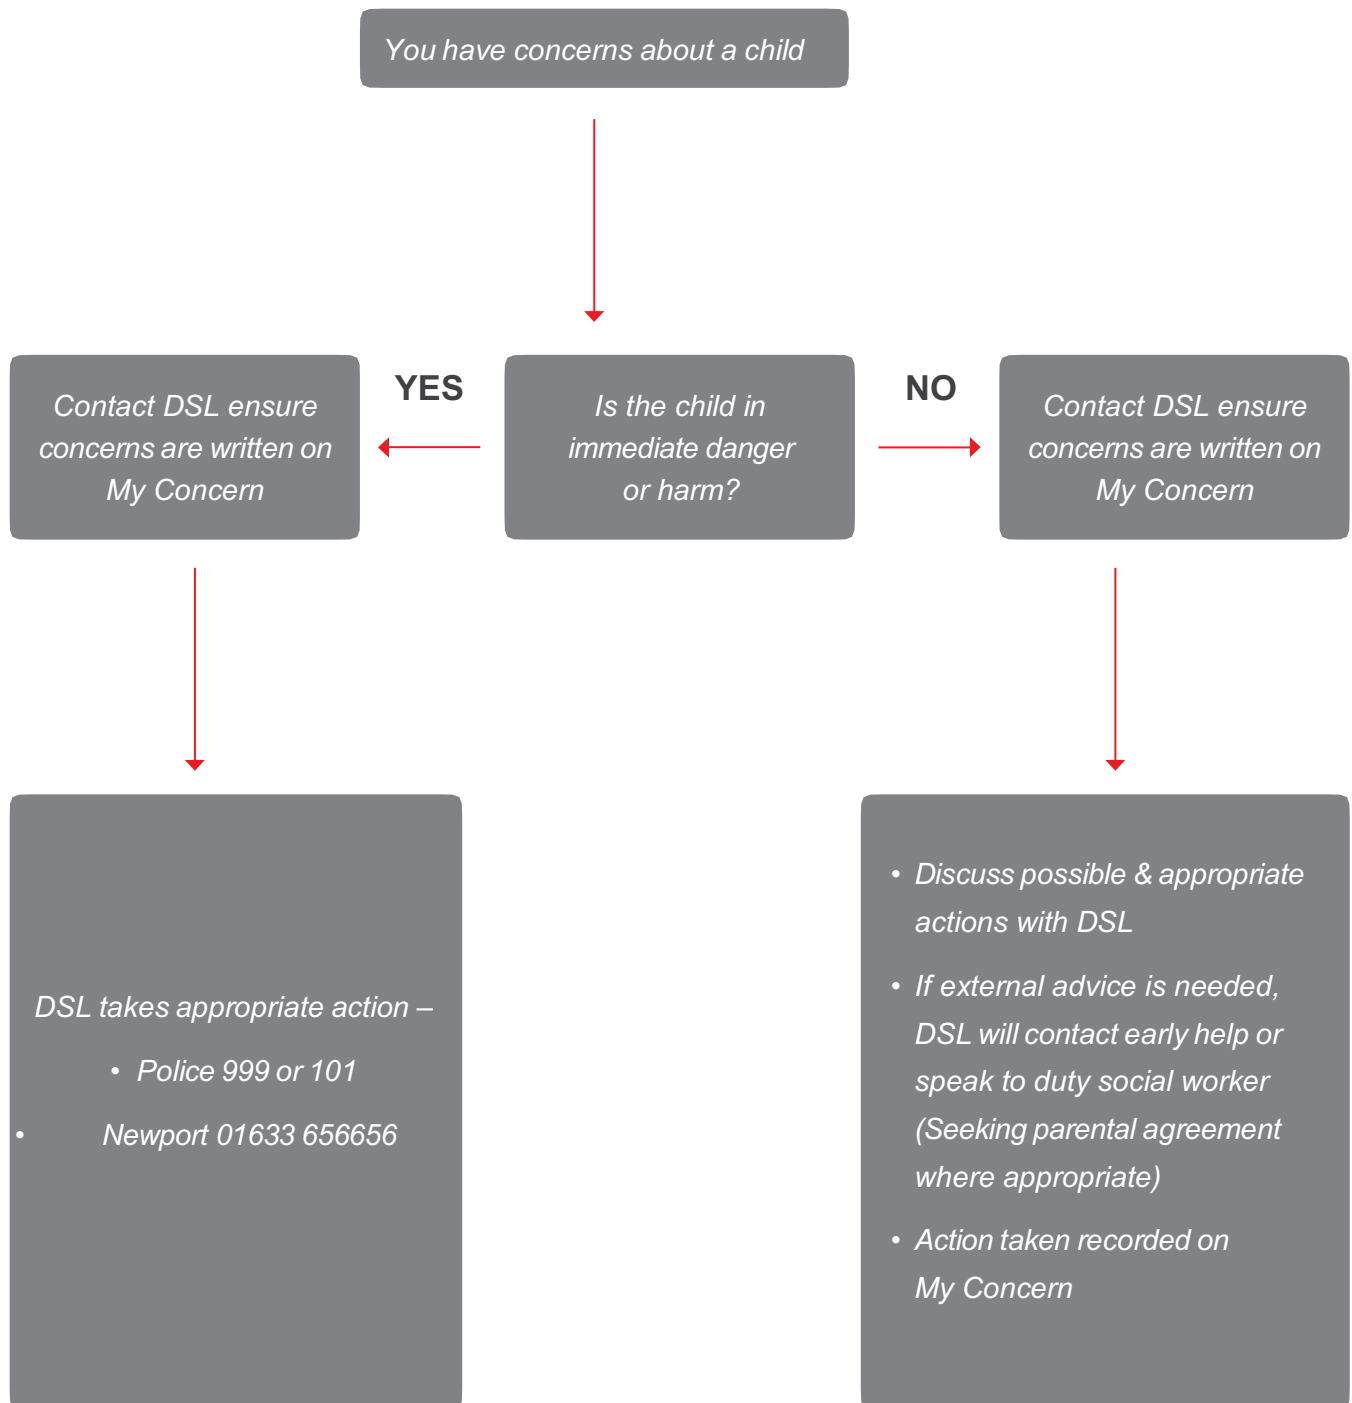 You have concerns about a child
YES
NO
Contact DSL ensure
concerns are written on
My Concern
Is the child in
immediate danger
or harm?
Contact DSL ensure
concerns are written on
My Concern
DSL takes appropriate action –
• Police 999 or 101
• Newport 01633 656656
• Discuss possible & appropriate
actions with DSL
• If external advice is needed,
DSL will contact early help or
speak to duty social worker
(Seeking parental agreement
where appropriate)
• Action taken recorded on
My Concern